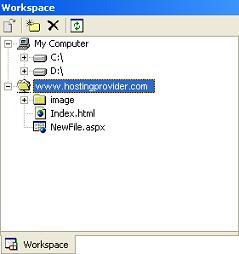 Workspace
My Computer
C:\
D:\
www.hostingprovider.com
image
Index.html
NewFile.aspx
Workspace